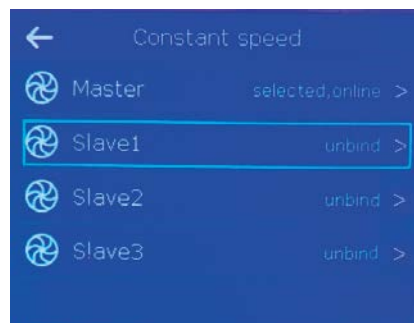 Constant speed
Master selected,online >
Slave1 unbind >
Slave2 unbind >
Slave3 unbind >